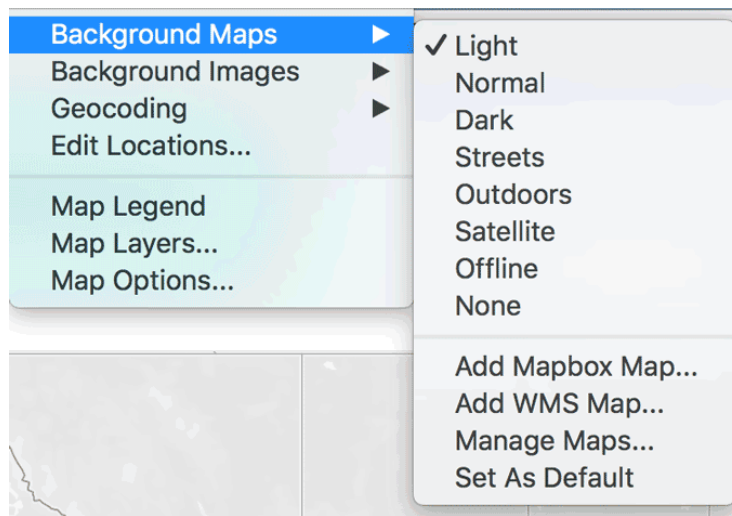 Background Maps
Background Images
Geocoding
Edit Locations...
Map Legend
Map Layers...
Map Options...
Light
Normal
Dark
Streets
Outdoors
Satellite
Offline
None
Add Mapbox Map...
Add WMS Map...
Manage Maps...
Set As Default